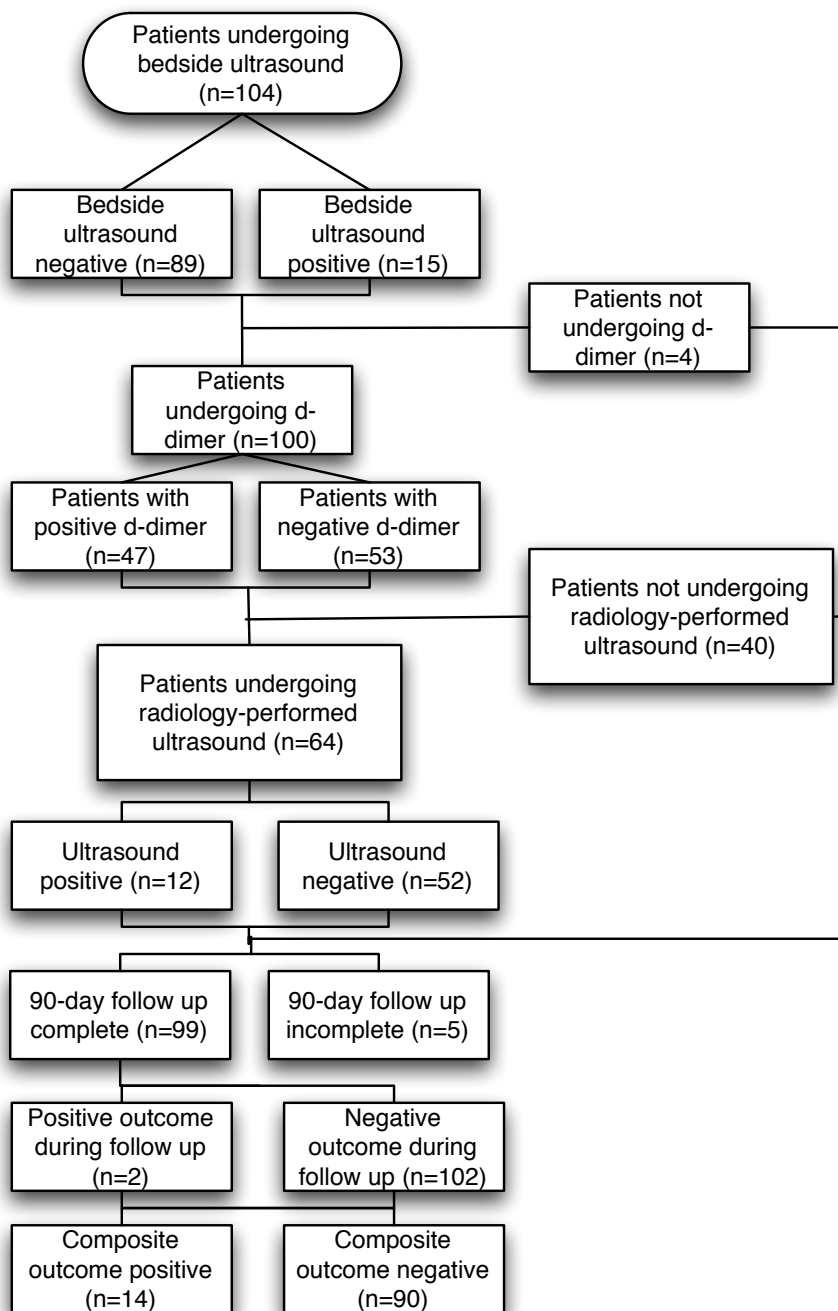 Patients undergoing
bedside ultrasound
(n=104)
Bedside
ultrasound
negative (n=89)
Bedside
ultrasound
positive (n=15)
Patients not
undergoing d-
dimer (n=4)
Patients
undergoing d-
dimer (n=100)
Patients with
positive d-dimer
(n=47)
Patients with
negative d-dimer
(n=53)
Patients not undergoing
radiology-performed
ultrasound (n=40)
Patients undergoing
radiology-performed
ultrasound (n=64)
Ultrasound
positive (n=12)
Ultrasound
negative (n=52)
90-day follow up
complete (n=99)
90-day follow up
incomplete (n=5)
Positive outcome
during follow up
(n=2)
Negative
outcome during
follow up (n=102)
Composite
outcome positive
(n=14)
Composite
outcome negative
(n=90)